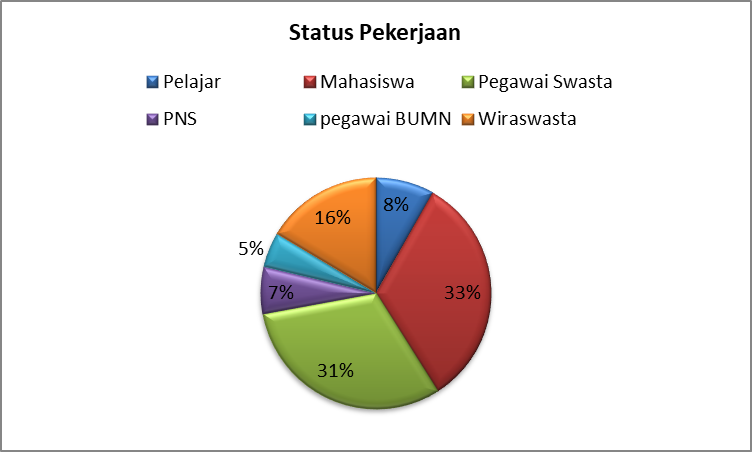 Status Pekerjaan
Pelajar Mahasiswa Pegawai Swasta
PNS pegawai BUMN Wiraswasta
8%
16%
5%
7%
33%
31%